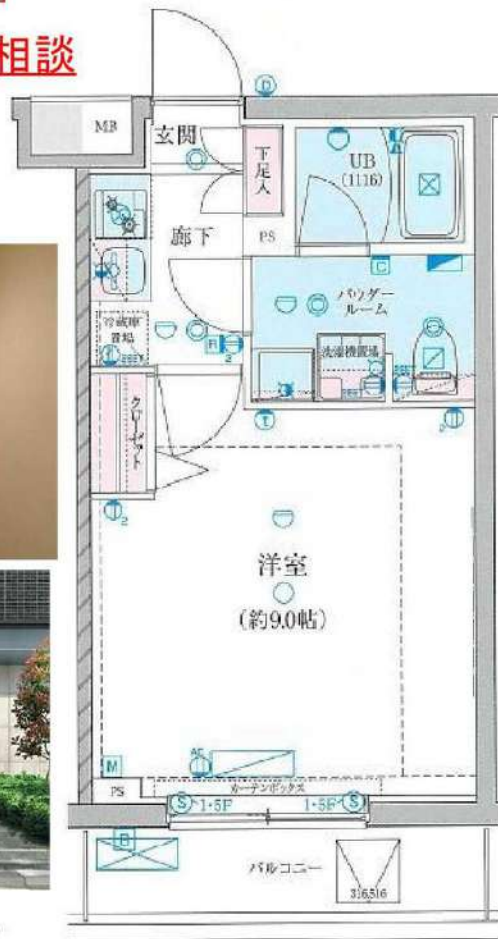 相談
MB
玄関
下足入
UB
(1116)
廊下
PS
パウダー
ルーム
冷蔵庫
置場
洗濯機置場
クローゼット
洋室
(約9.0帖)
M
PS
AC
カーテンボックス
S 1·5F
1·5F S
バルコニー
316,516